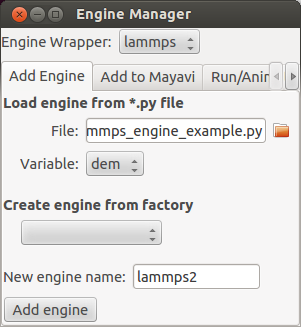 Engine Manager
Engine Wrapper: lammps
Add Engine Add to Mayavi Run/Anir
Load engine from *.py file
File: mmps_engine_example.py
Variable: dem
Create engine from factory
New engine name: lammps2
Add engine